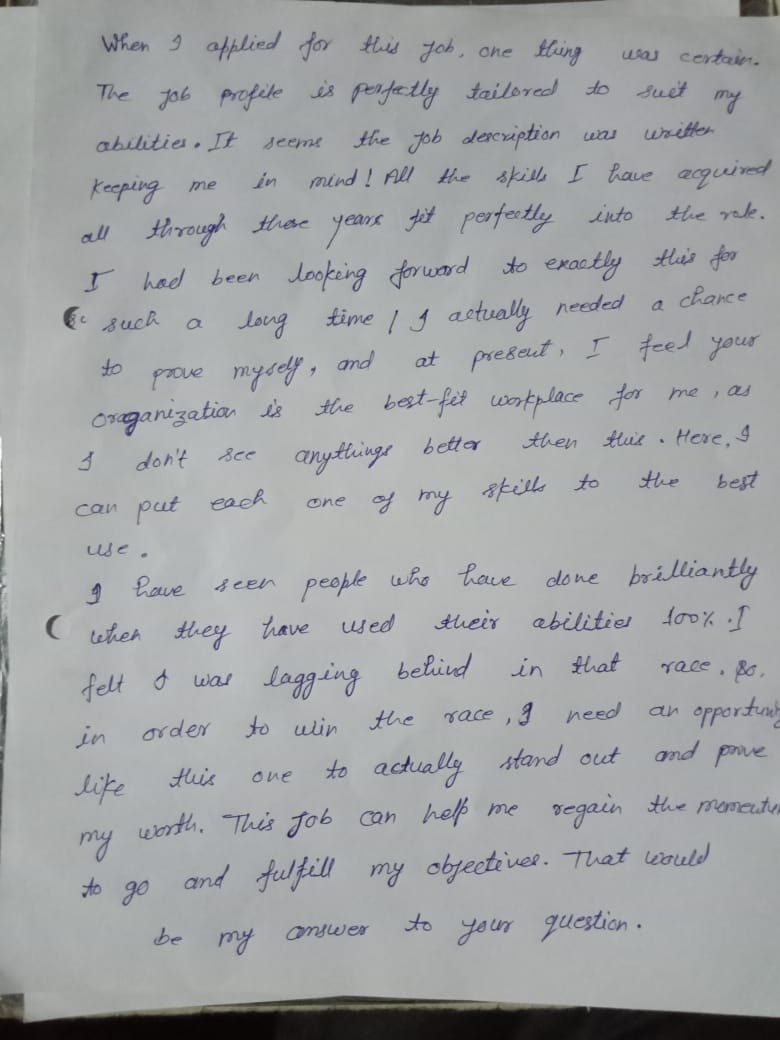 When I applied for this job, one thing was certain.
The job profile is perfectly tailored to suit my
abilities. It seems the job description was written
keeping me in mind! All the skills I have acquired
all through these years fit perfectly into the role.
I had been looking forward to exactly this for
such a long time! I actually needed a chance
to prove myself, and at present, I feel your
oraganization is the best-fit workplace for me, as
I don't see anythings better then this. Here, I
can put each one of my skills to the best
use.
I have seen people who have done brilliantly
when they have used their abilities 100%. I
felt I was lagging behind in that race. So,
in order to win the race, I need an opportunity
like this one to actually stand out and prove
my worth. This job can help me regain the momentum
to go and fulfill my objectives. That would
be my answer to your question.